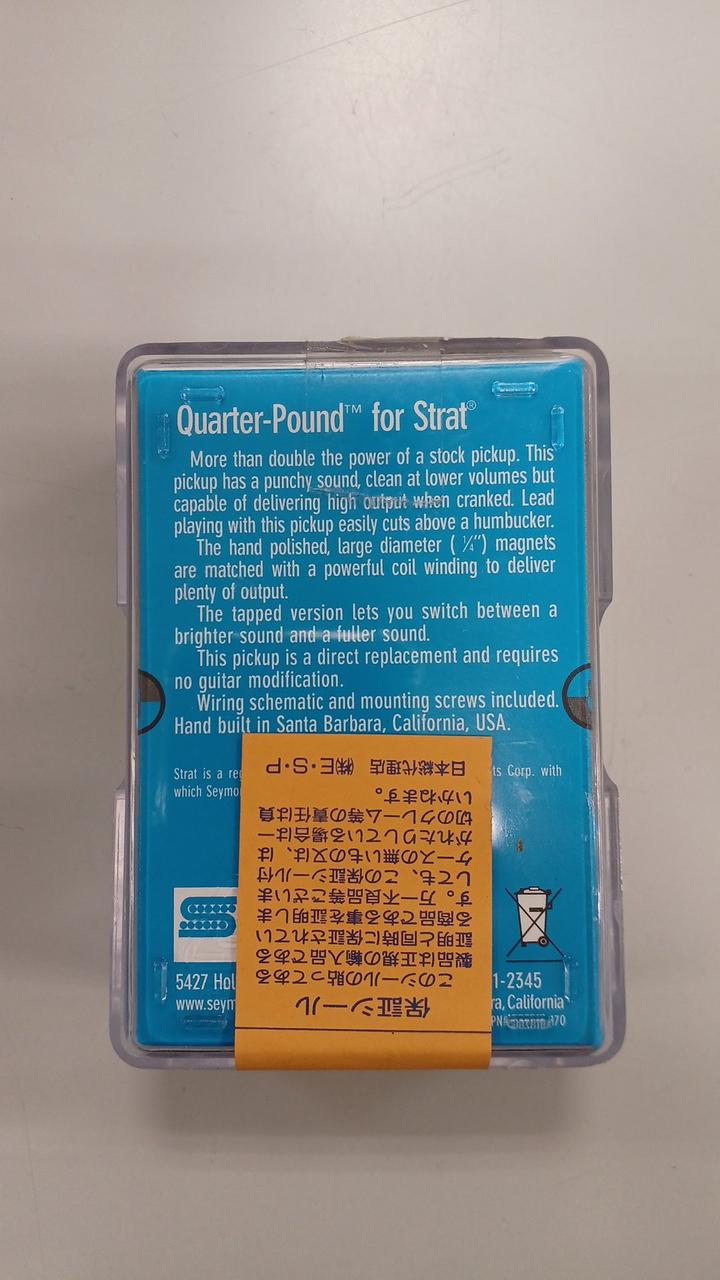 Quarter-Pound™ for Strat®
More than double the power of a stock pickup. This
pickup has a punchy sound, clean at lower volumes but
capable of delivering high output when cranked. Lead
playing with this pickup easily cuts above a humbucker.
The hand polished, large diameter ( ¼") magnets
are matched with a powerful coil winding to deliver
plenty of output.
The tapped version lets you switch between a
brighter sound and a fuller sound.
This pickup is a direct replacement and requires
no guitar modification.
Wiring schematic and mounting screws included.
Hand built in Santa Barbara, California, USA.
Strat is a
ts Corp. with
which
5427
1-2345
www.
ra, California
保証シール
このシールの貼ってある
製品は正規の輸入品である
証明と同時に保証されてい
る商品である事を証明しま
す。万一不良品等ございま
しても、この保証シール付
ケースの無いもの又は、は
がれたりしている場合は一
切のクレーム等の責任は負
いかねます。
日本総代理店 ㈱E・S・P